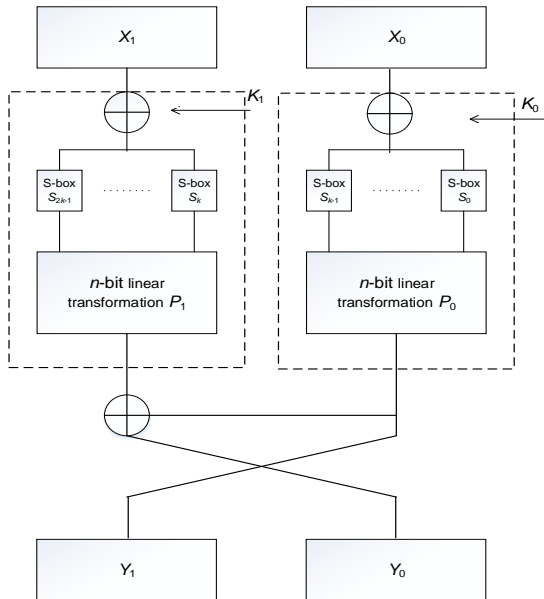 X1 X0
K1 K0
S-box S-box S-box S-box
S2k-1 ........ Sk Sk-1 ........ S0
n-bit linear n-bit linear
transformation P1 transformation P0
Y1 Y0